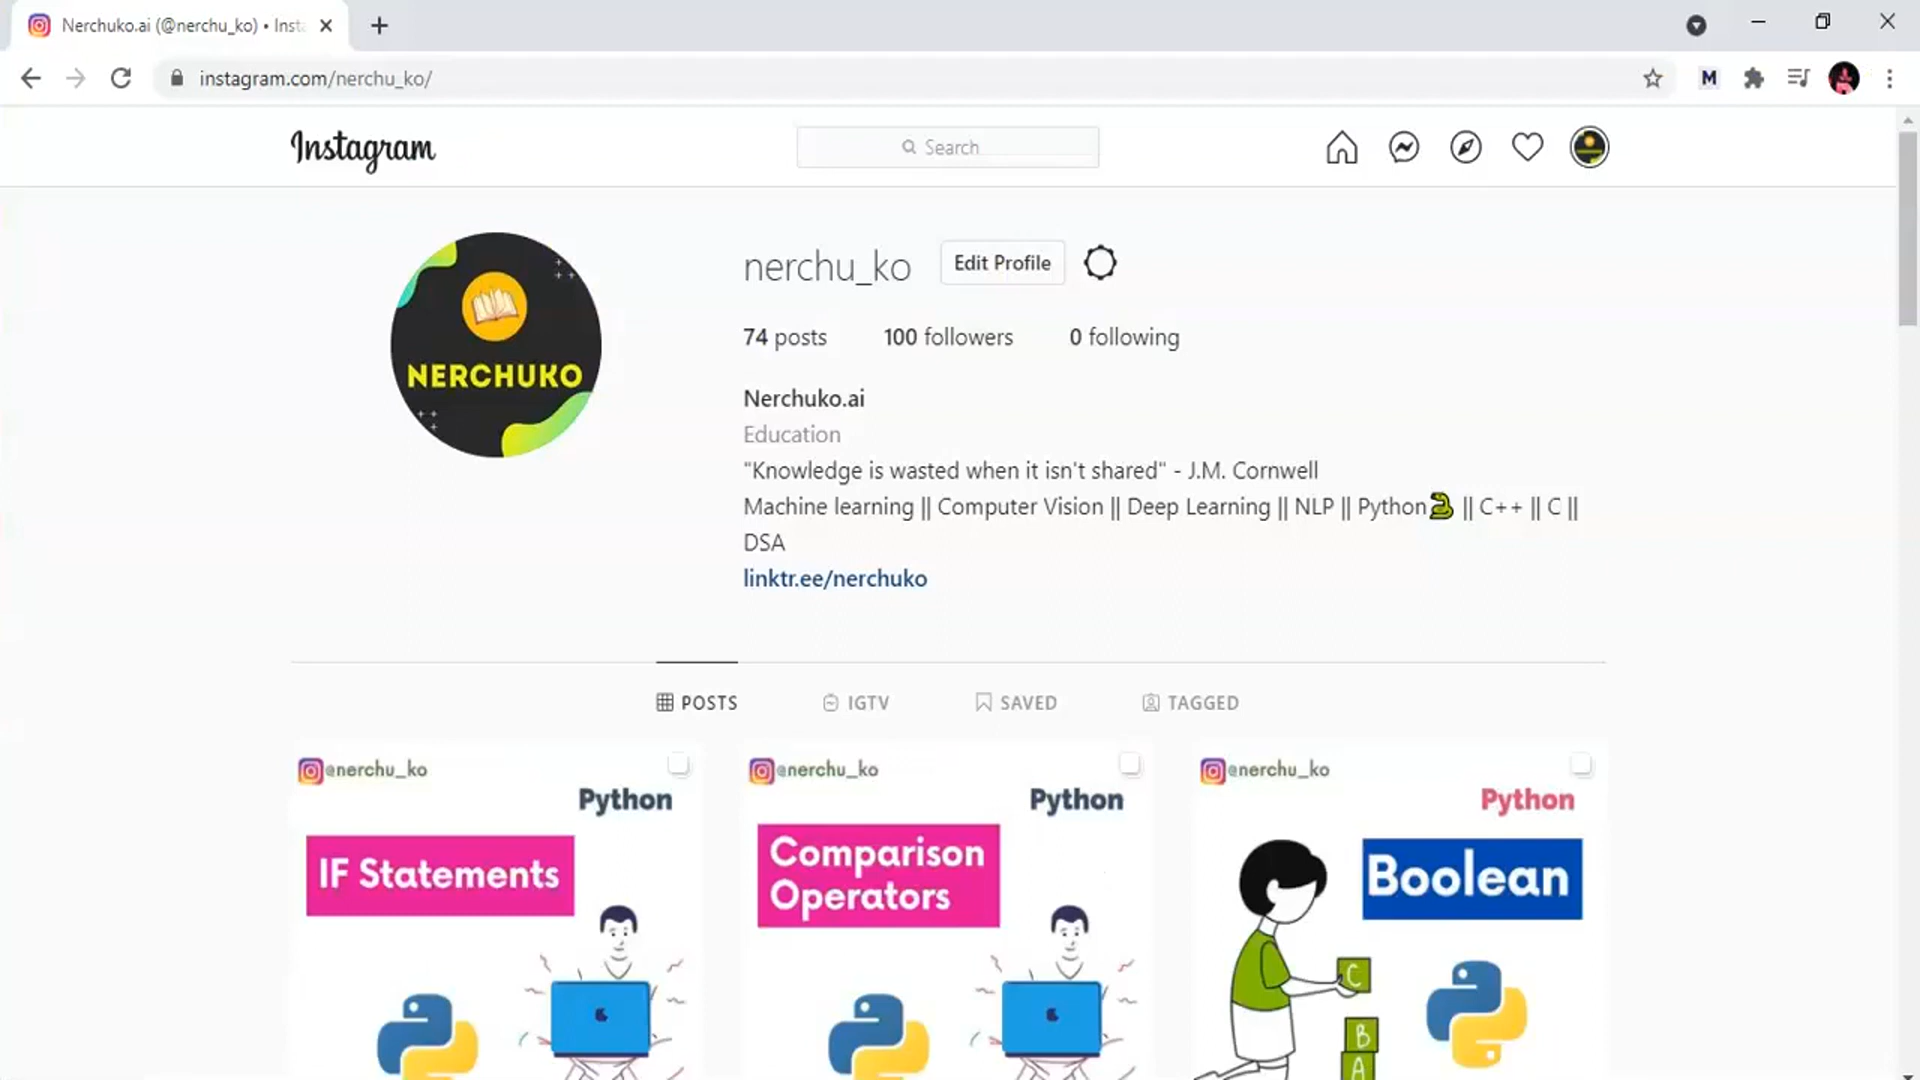 Nerchuko.ai (@nerchu_ko) • Inst
instagram.com/nerchu_ko/
M
Instagram
Search
NERCHUKO
nerchu_ko
Edit Profile
74 posts
100 followers
0 following
Nerchuko.ai
Education
"Knowledge is wasted when it isn't shared" - J.M. Cornwell
Machine learning || Computer Vision || Deep Learning || NLP || Python🐍 || C++ || C ||
DSA
linktr.ee/nerchuko
POSTS
IGTV
SAVED
TAGGED
@nerchu_ko
Python
IF Statements
@nerchu_ko
Python
Comparison
Operators
@nerchu_ko
Python
Boolean
C
B
A